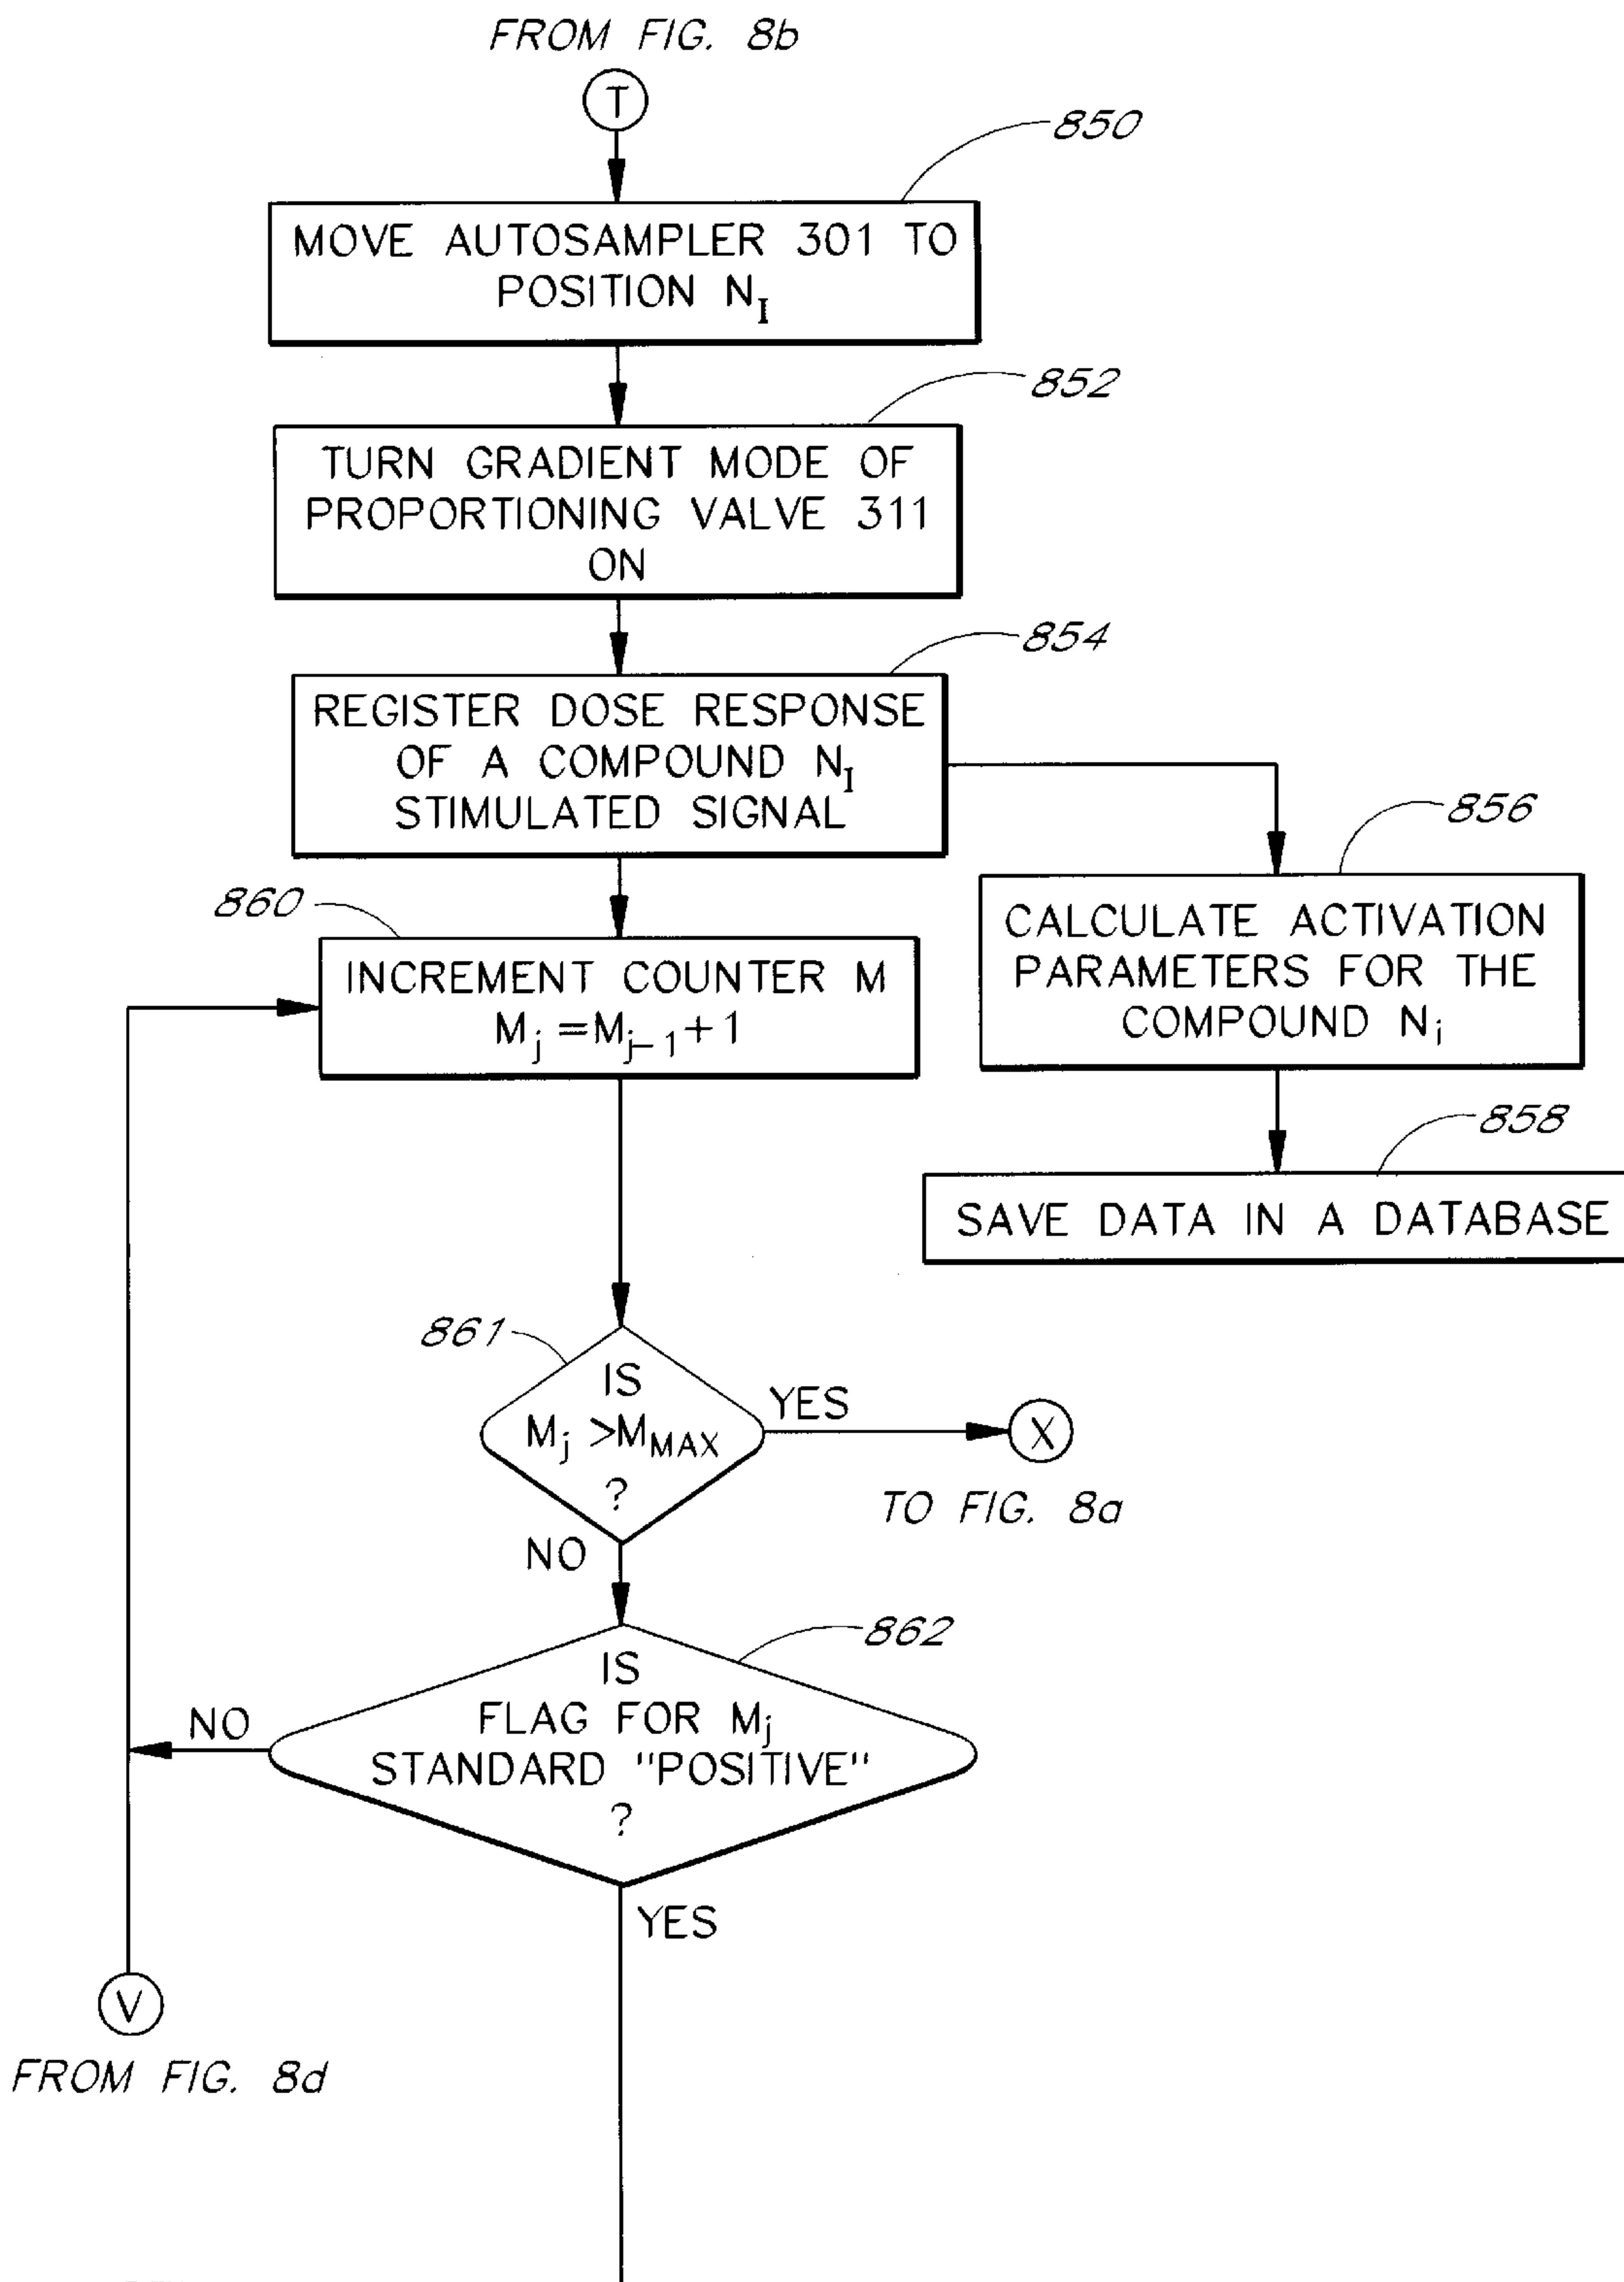 FROM FIG. 8b
T
850
MOVE AUTOSAMPLER 301 TO
POSITION N_I
852
TURN GRADIENT MODE OF
PROPORTIONING VALVE 311
ON
854
REGISTER DOSE RESPONSE
OF A COMPOUND N_I
STIMULATED SIGNAL
856
CALCULATE ACTIVATION
PARAMETERS FOR THE
COMPOUND N_i
858
SAVE DATA IN A DATABASE
860
INCREMENT COUNTER M
M_j =M_j-1+1
861
IS
M_j >M_MAX
?
YES
X
TO FIG. 8a
NO
862
IS
FLAG FOR M_j
STANDARD "POSITIVE"
?
NO
YES
V
FROM FIG. 8d